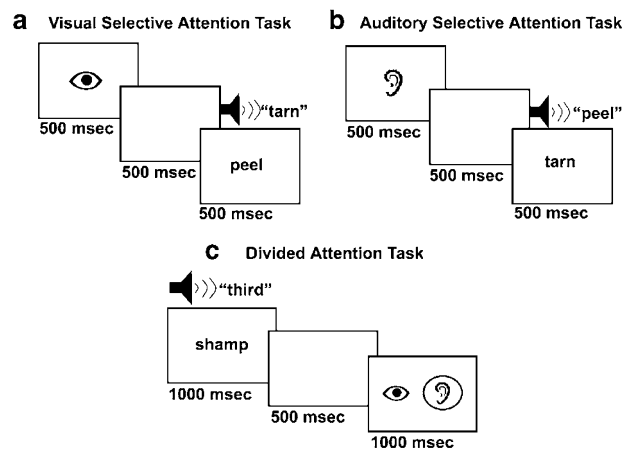 a Visual Selective Attention Task
500 msec
500 msec
"tarn"
peel
500 msec
b Auditory Selective Attention Task
500 msec
500 msec
"peel"
tarn
500 msec
c Divided Attention Task
"third"
shamp
1000 msec
500 msec
1000 msec